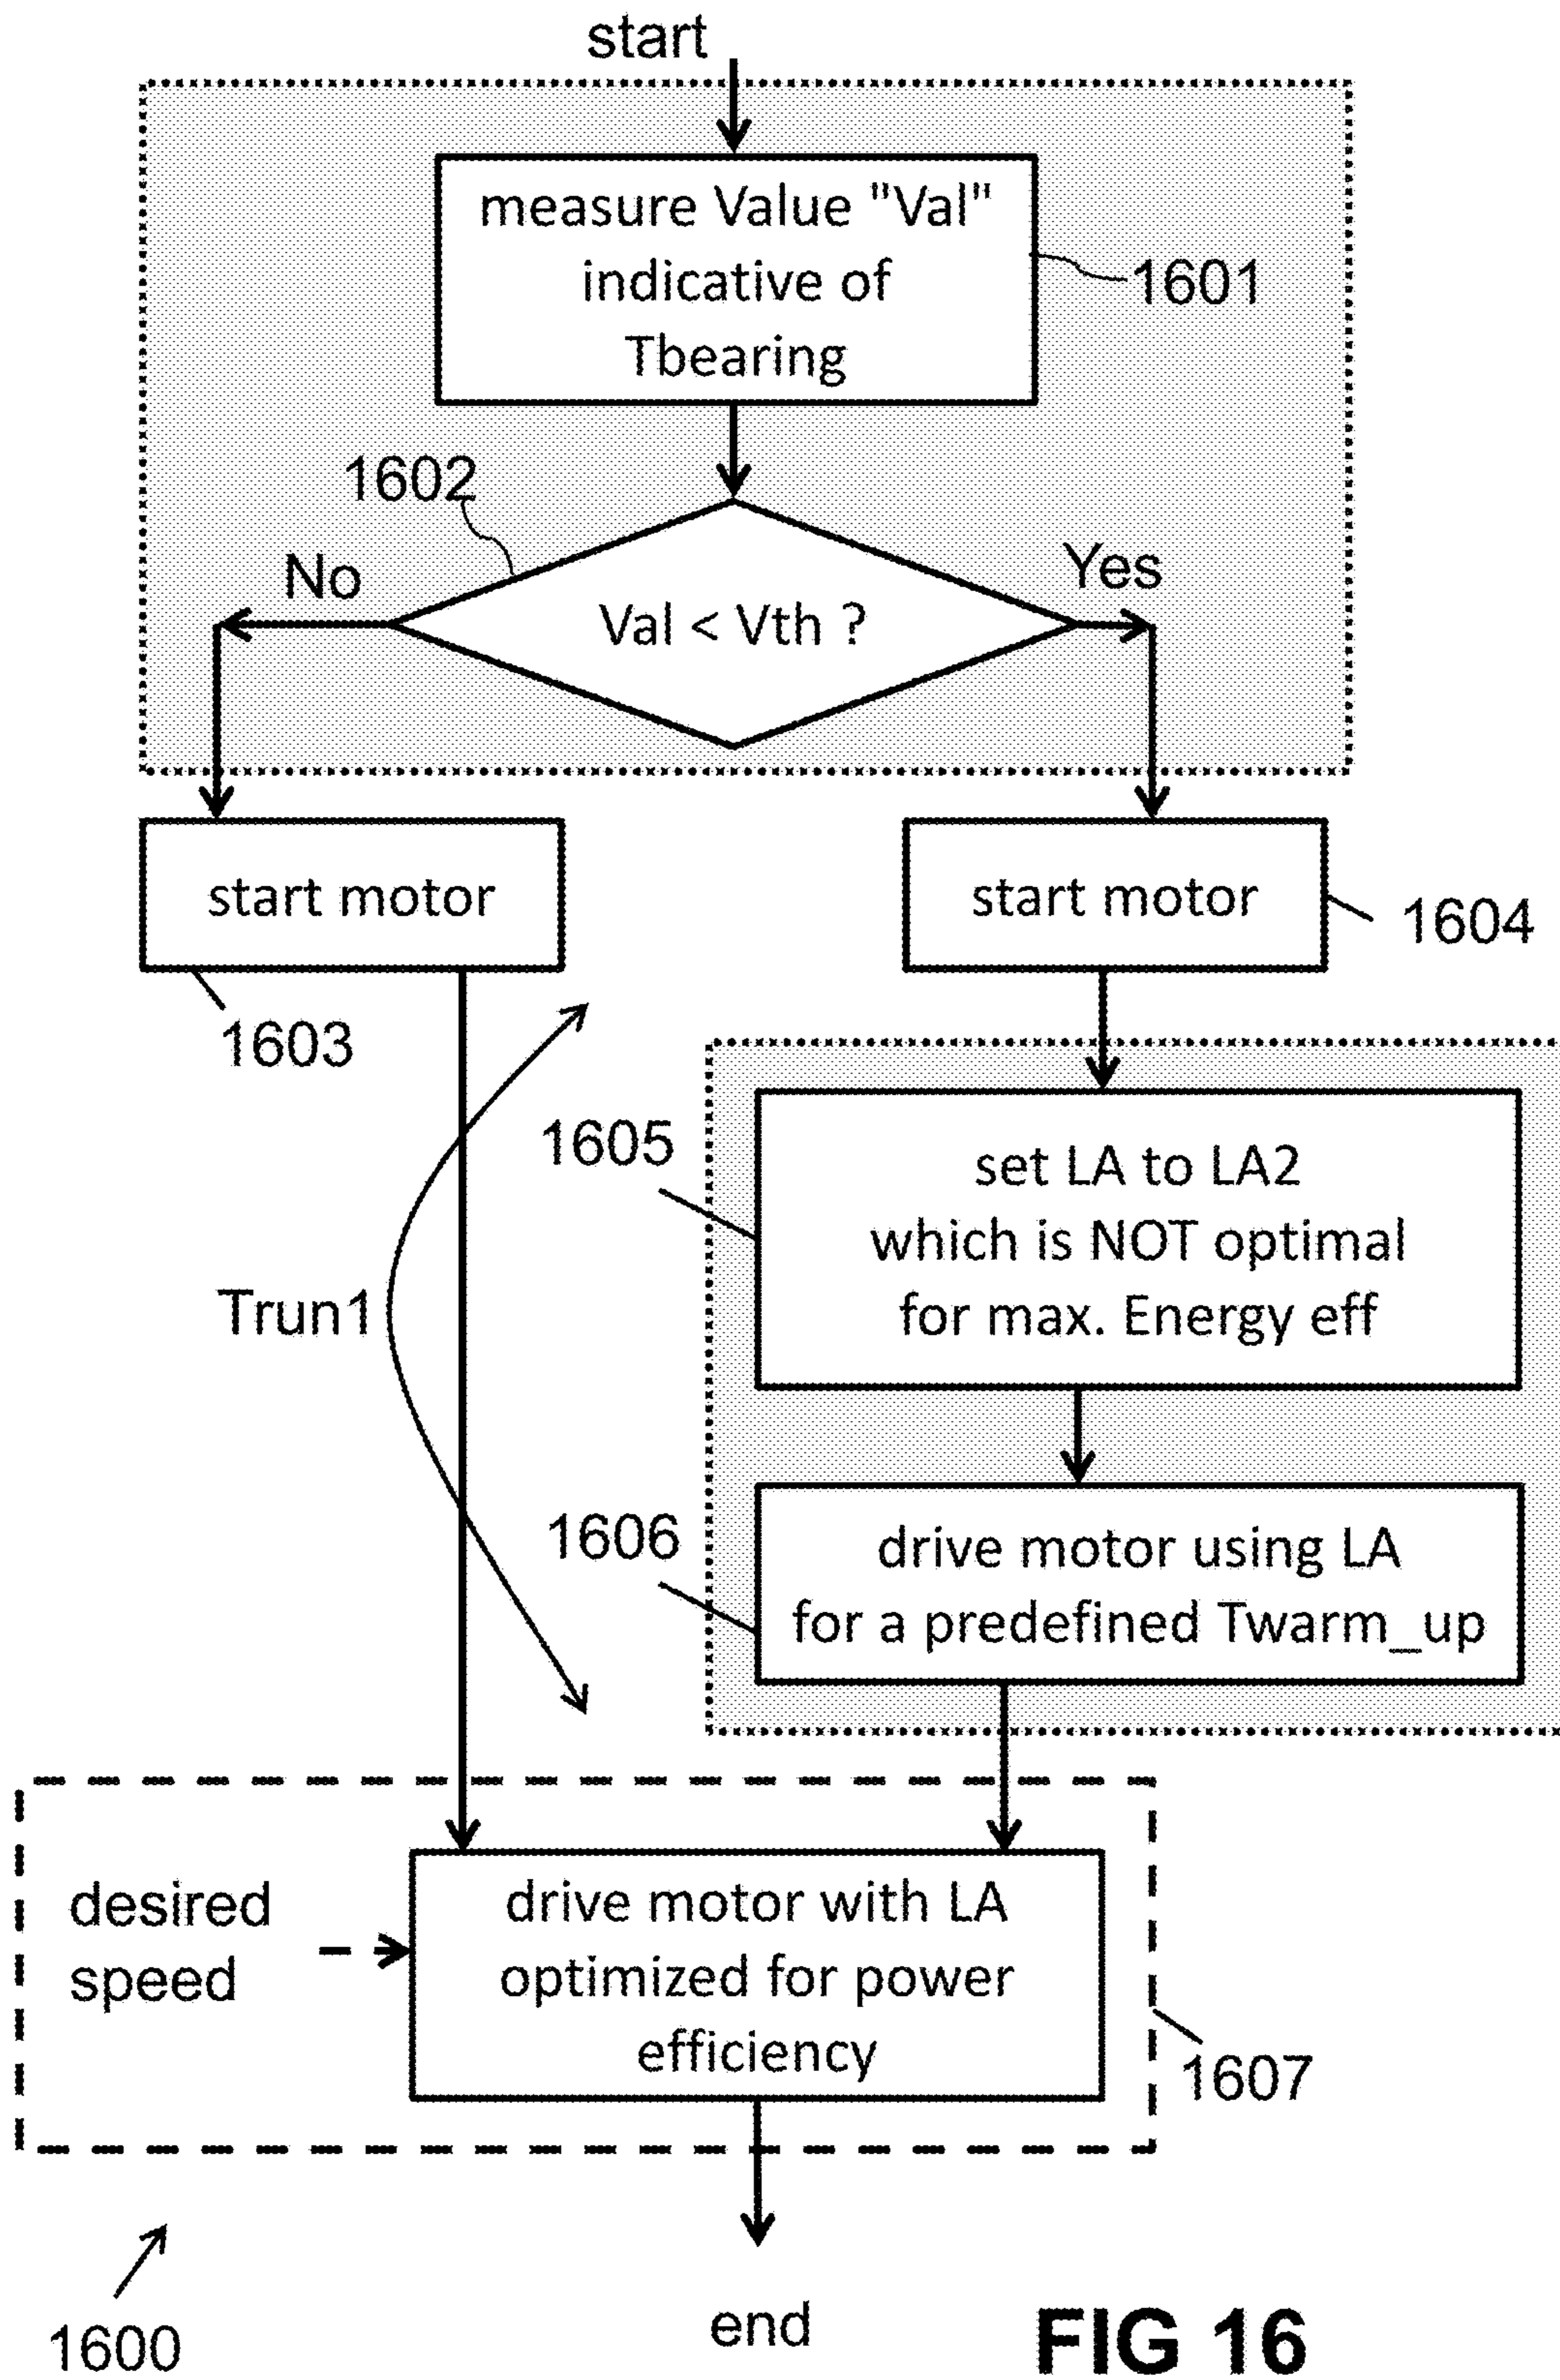 start
measure Value "Val"
indicative of
Tbearing
1601
1602
No
Yes
Val < Vth ?
start motor
start motor
1604
1603
1605
set LA to LA2
which is NOT optimal
for max. Energy eff
Trun1
1606
drive motor using LA
for a predefined Twarm_up
desired
speed
drive motor with LA
optimized for power
efficiency
1607
1600
end
FIG 16